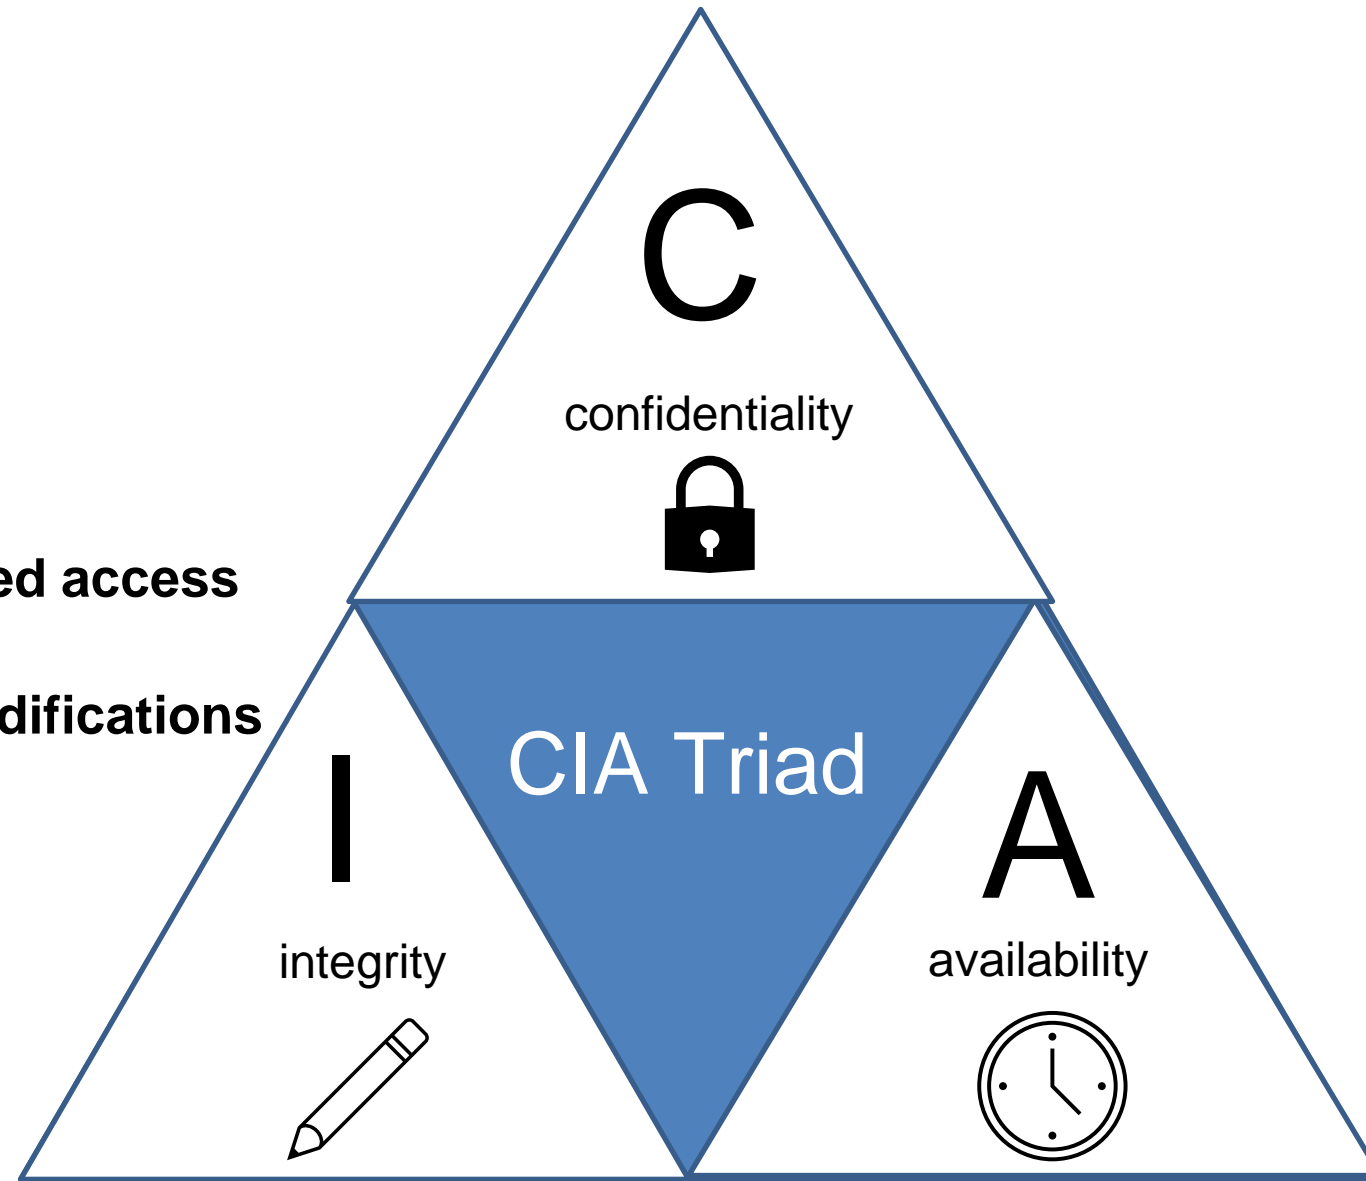 C
confidentiality
ed access
difications
CIA Triad
I
integrity
A
availability